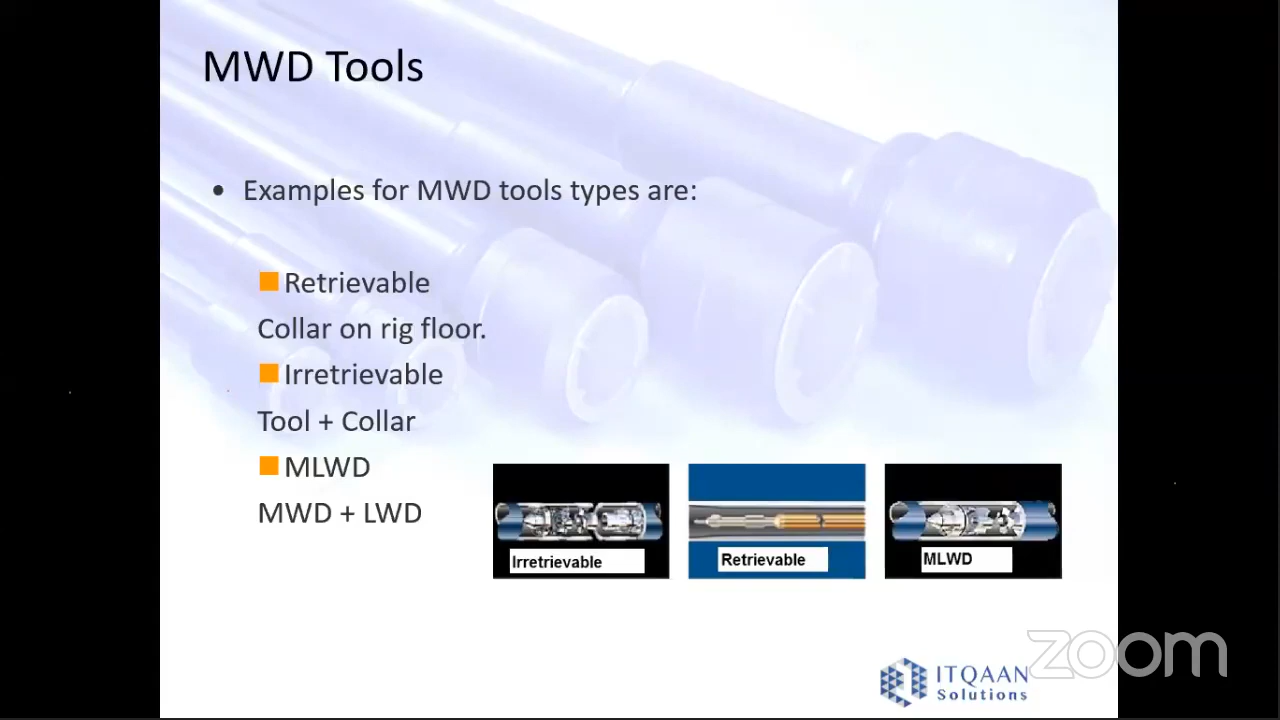 MWD Tools
• Examples for MWD tools types are:
Retrievable
Collar on rig floor.
Irretrievable
Tool + Collar
MLWD
MWD + LWD
Irretrievable
Retrievable
MLWD
ITQAAN
Solutions
zoom